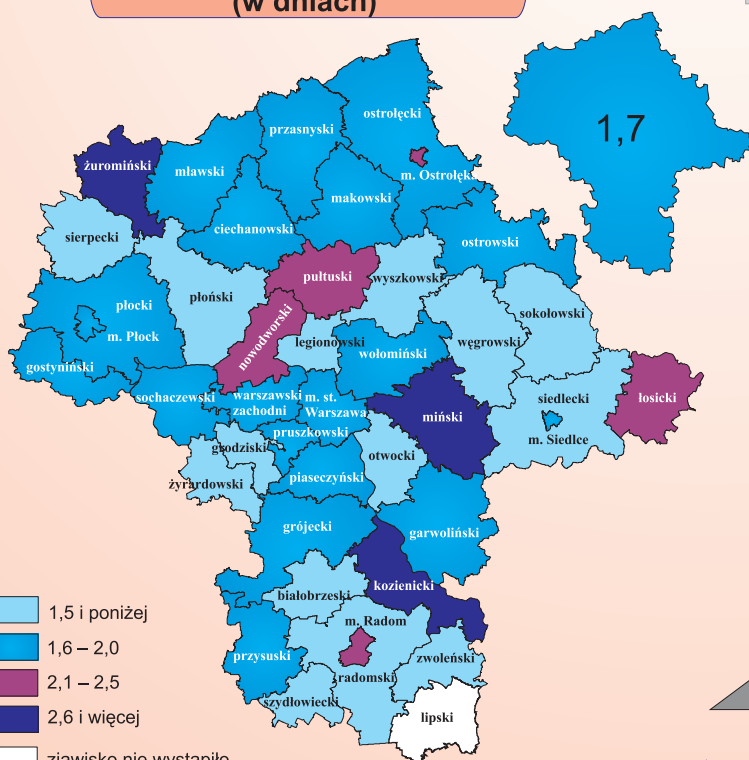 (w dniach)
1,7
ostrołęcki
przasnyski
żuromiński
mławski
m. Ostrołęka
makowski
ciechanowski
sierpecki
ostrowski
pułtuski
wyszkowski
płoński
płocki
nowodworski
sokołowski
m. Płock
legionowski
węgrowski
wołomiński
gostyniński
sochaczewski
warszawski
zachodni
m. st.
Warszawa
siedlecki
łosicki
miński
pruszkowski
m. Siedlce
grodziski
otwocki
żyrardowski
piaseczyński
grójecki
garwoliński
kozienicki
białobrzeski
m. Radom
przysuski
zwoleński
radomski
szydłowiecki
lipski
1,5 i poniżej
1,6 – 2,0
2,1 – 2,5
2,6 i więcej
zjawisko nie wystąpiło